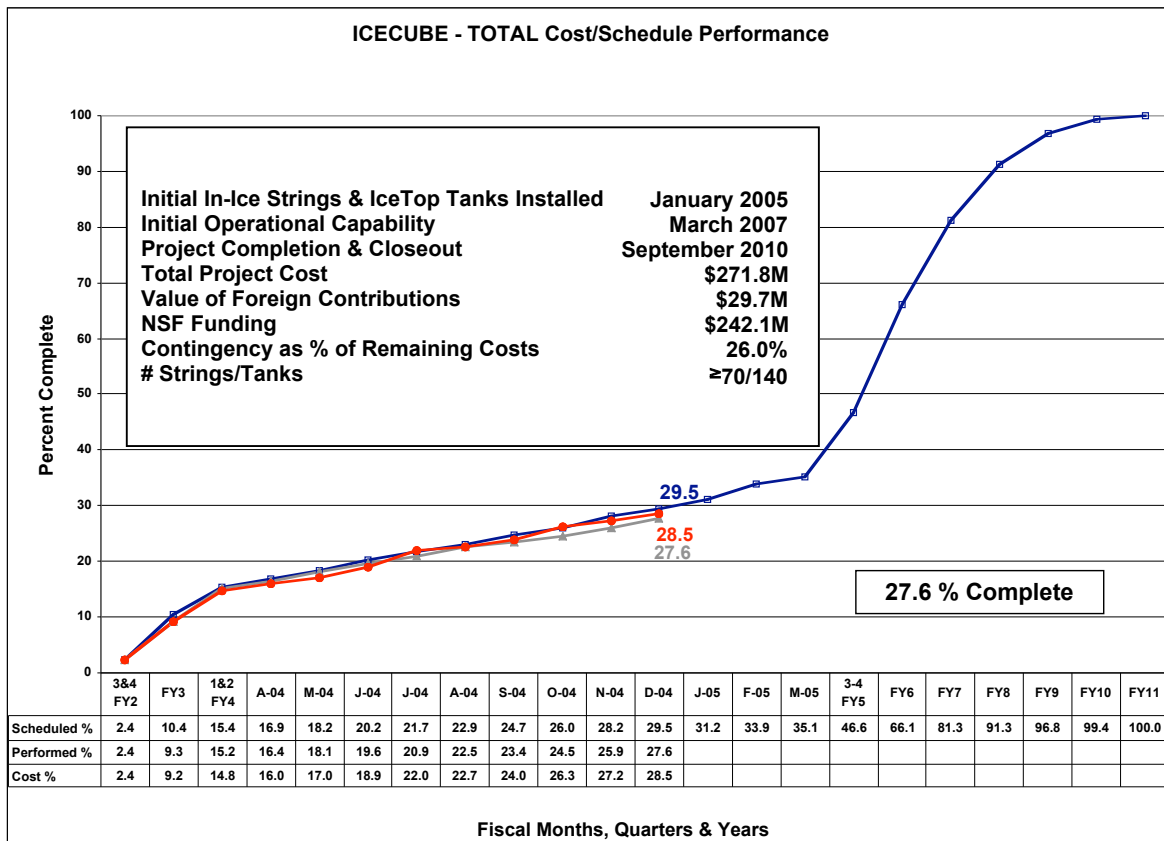 ICECUBE - TOTAL Cost/Schedule Performance
Percent Complete
100
90
80
70
60
50
40
30
20
10
0
Initial In-Ice Strings & IceTop Tanks Installed January 2005
Initial Operational Capability March 2007
Project Completion & Closeout September 2010
Total Project Cost $271.8M
Value of Foreign Contributions $29.7M
NSF Funding $242.1M
Contingency as % of Remaining Costs 26.0%
# Strings/Tanks ≥70/140
29.5
28.5
27.6
27.6 % Complete
3&4 FY2 FY3 1&2 FY4 A-04 M-04 J-04 J-04 A-04 S-04 O-04 N-04 D-04 J-05 F-05 M-05 3-4 FY5 FY6 FY7 FY8 FY9 FY10 FY11
Scheduled % 2.4 10.4 15.4 16.9 18.2 20.2 21.7 22.9 24.7 26.0 28.2 29.5 31.2 33.9 35.1 46.6 66.1 81.3 91.3 96.8 99.4 100.0
Performed % 2.4 9.3 15.2 16.4 18.1 19.6 20.9 22.5 23.4 24.5 25.9 27.6
Cost % 2.4 9.2 14.8 16.0 17.0 18.9 22.0 22.7 24.0 26.3 27.2 28.5
Fiscal Months, Quarters & Years